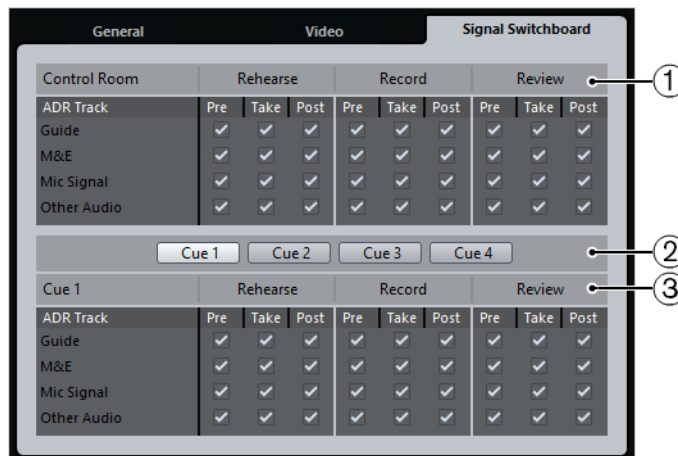 General Video Signal Switchboard
Control Room Rehearse Record Review 1
ADR Track Pre Take Post Pre Take Post Pre Take Post
Guide
M&E
Mic Signal
Other Audio
Cue 1 Cue 2 Cue 3 Cue 4 2
Cue 1 Rehearse Record Review 3
ADR Track Pre Take Post Pre Take Post Pre Take Post
Guide
M&E
Mic Signal
Other Audio